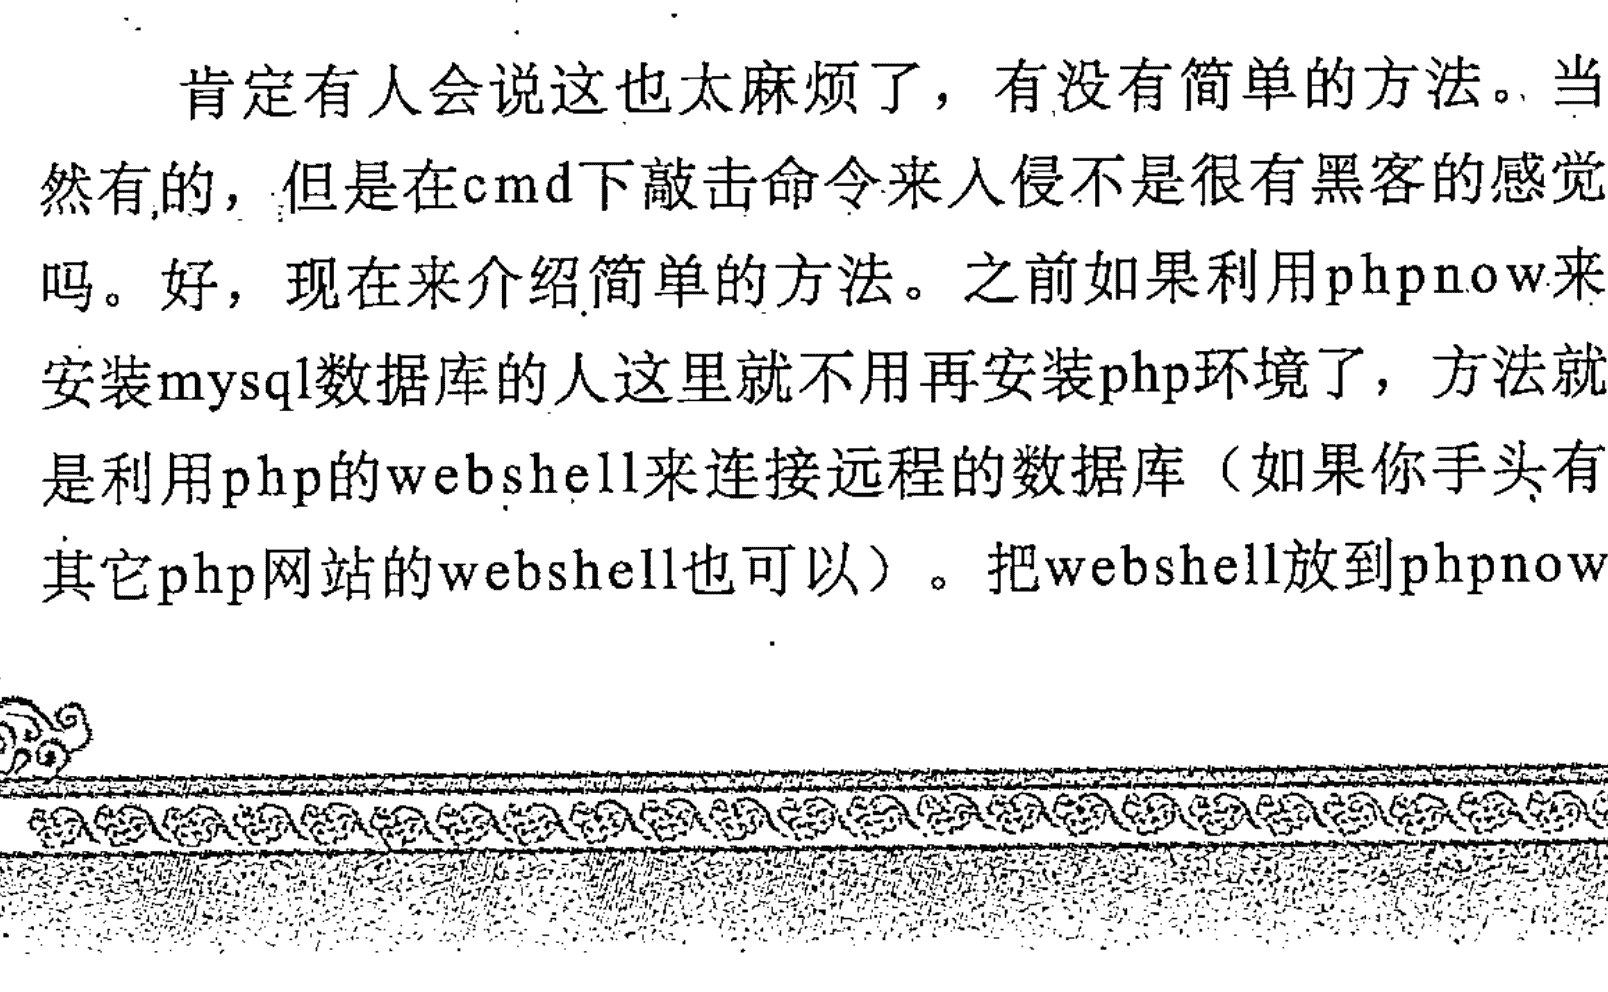 肯定有人会说这也太麻烦了，有没有简单的方法。当
然有的，但是在cmd下敲击命令来入侵不是很有黑客的感觉
吗。好，现在来介绍简单的方法。之前如果利用phpnow来
安装mysql数据库的人这里就不用再安装php环境了，方法就
是利用php的webshell来连接远程的数据库（如果你手头有
其它php网站的webshell也可以）。把webshell放到phpnow